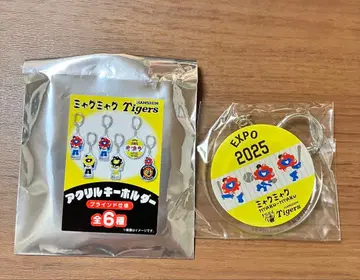 ミャクミャク
HANSHIN
Tigers
アクリルキーホルダー
ブラインド仕様
全6種
EXPO
2025
ミャクミャク
MYAKU-MYAKU
HANSHIN
Tigers